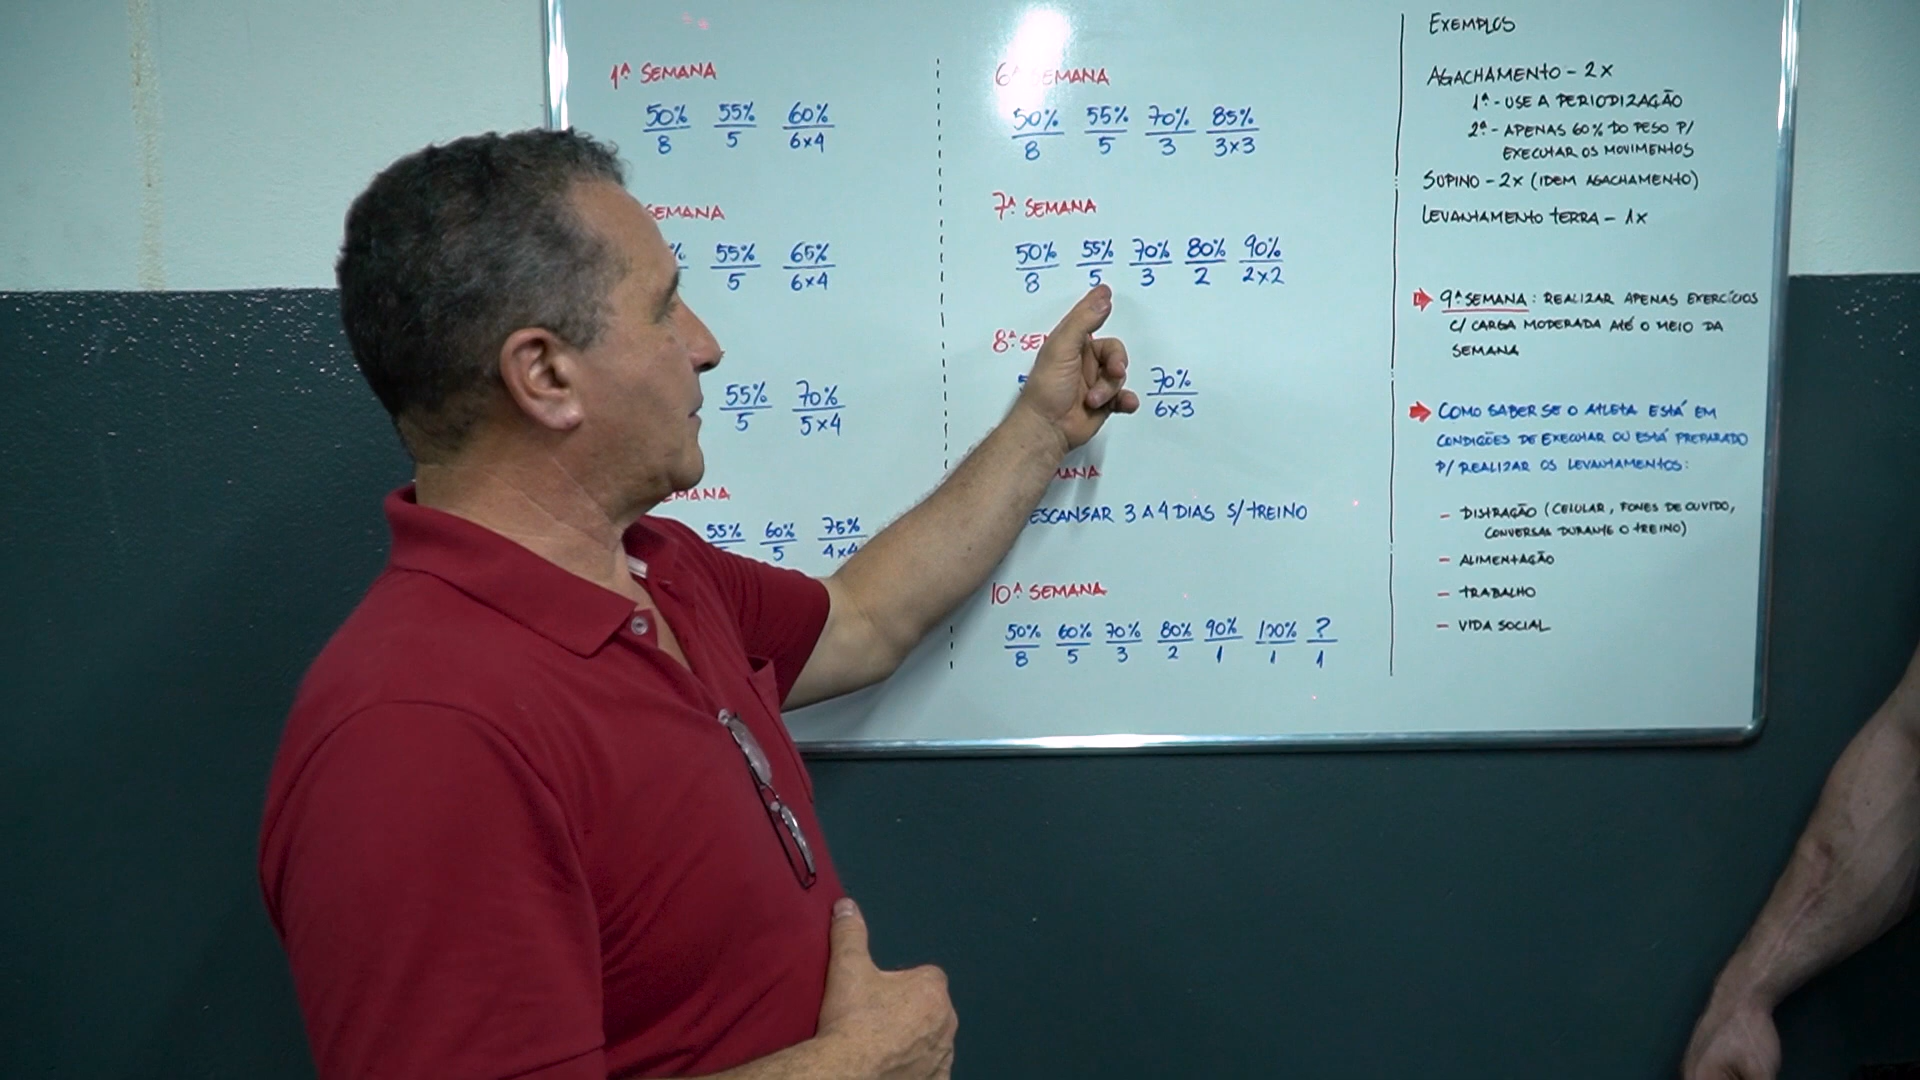 1ª SEMANA
50% 55% 60%
8 5 6x4
SEMANA
% 55% 65%
5 6x4
55% 70%
5 5x4
EMANA
55% 60% 75%
5 4x4
6ª SEMANA
50% 55% 70% 85%
8 5 3 3x3
7ª SEMANA
50% 55% 70% 80% 90%
8 5 3 2 2x2
8ª SE
70%
6x3
MANA
ESCANSAR 3 A 4 DIAS S/ TREINO
10ª SEMANA
50% 60% 70% 80% 90% 100% ?
8 5 3 2 1 1 1
EXEMPLOS
AGACHAMENTO - 2X
1ª - USE A PERIODIZAÇÃO
2ª - APENAS 60% DO PESO P/
EXECUTAR OS MOVIMENTOS
SUPINO - 2X (IDEM AGACHAMENTO)
LEVANTAMENTO TERRA - 1X
9ª SEMANA: REALIZAR APENAS EXERCÍCIOS
C/ CARGA MODERADA ATÉ O MEIO DA
SEMANA
COMO SABER SE O ATLETA ESTÁ EM
CONDIÇÕES DE EXECUTAR OU ESTÁ PREPARADO
P/ REALIZAR OS LEVANTAMENTOS:
- DISTRAÇÃO (CELULAR, FONES DE OUVIDO,
CONVERSAS DURANTE O TREINO)
- ALIMENTAÇÃO
- TRABALHO
- VIDA SOCIAL